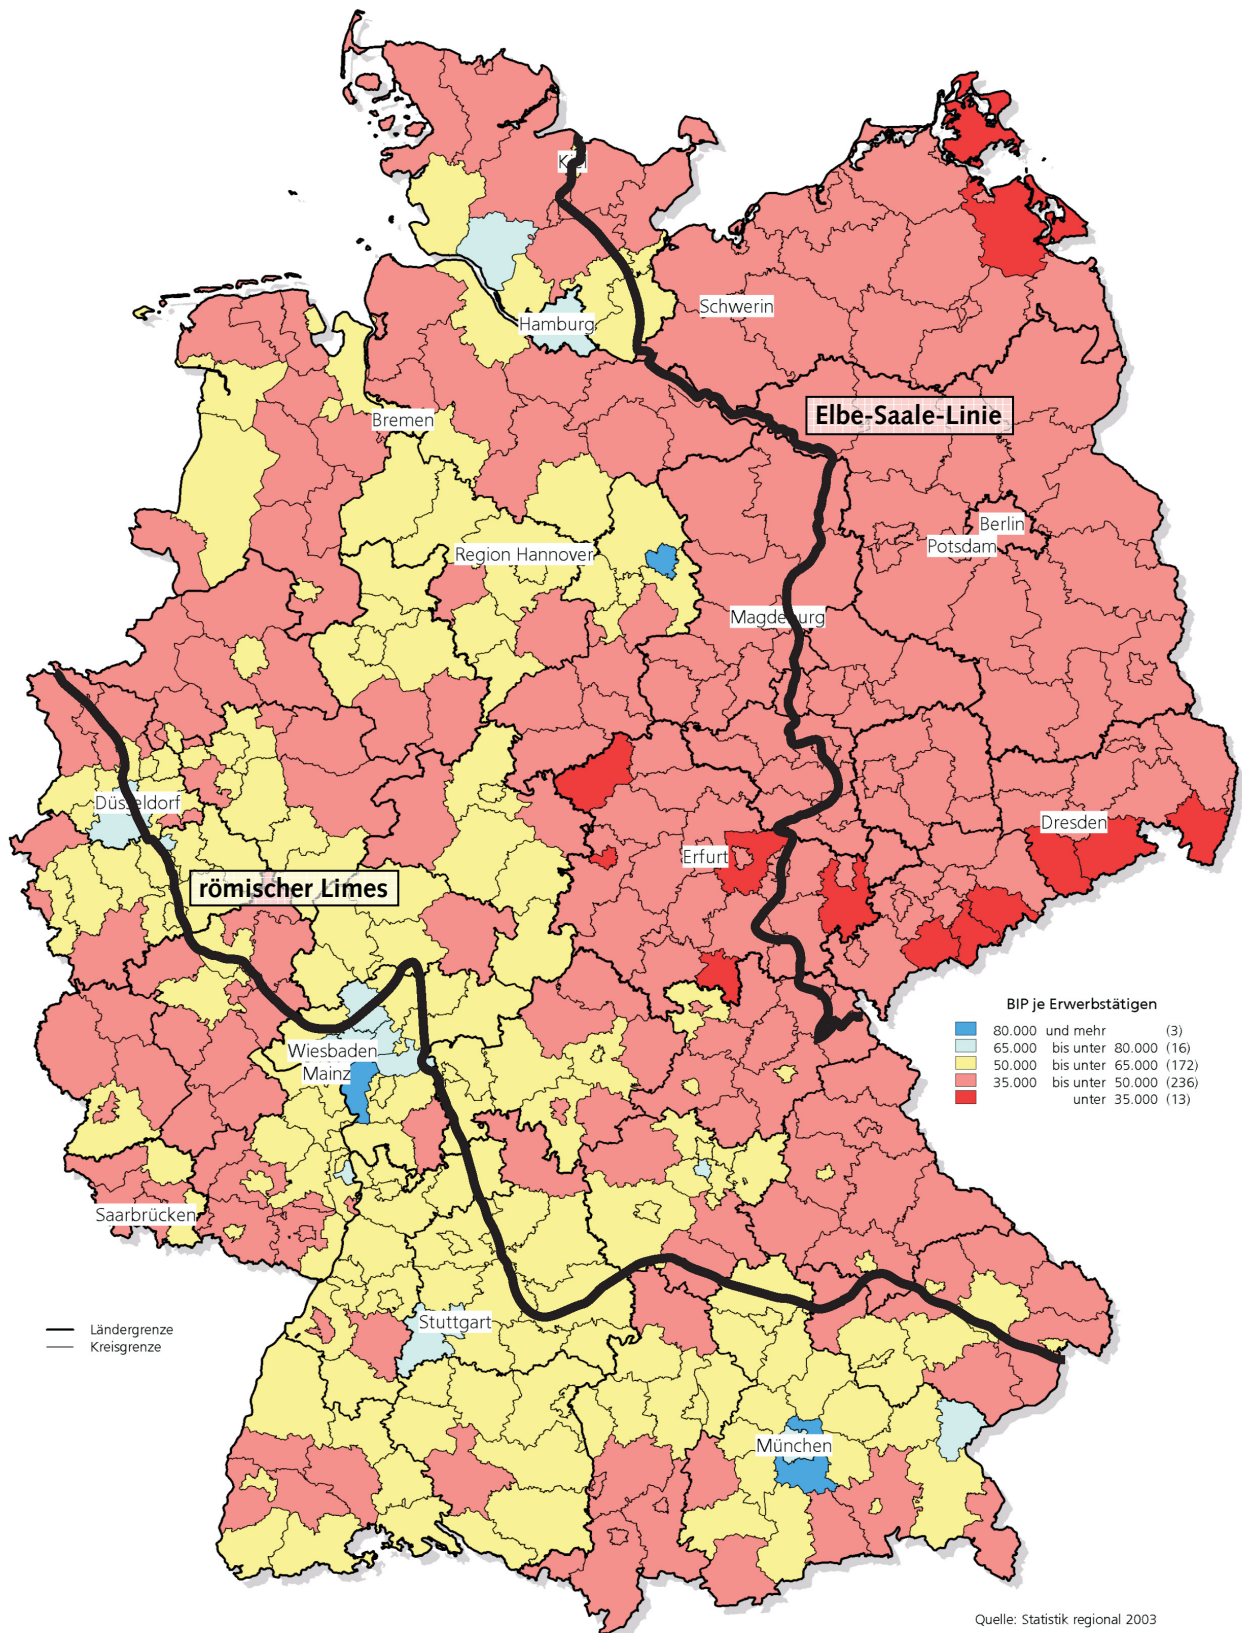 Kiel
Schwerin
Hamburg
Elbe-Saale-Linie
Bremen
Berlin
Potsdam
Region Hannover
Magdeburg
Düsseldorf
Dresden
Erfurt
römischer Limes
BIP je Erwerbstätigen
80.000 und mehr (3)
65.000 bis unter 80.000 (16)
50.000 bis unter 65.000 (172)
35.000 bis unter 50.000 (236)
unter 35.000 (13)
Wiesbaden
Mainz
Saarbrücken
Stuttgart
Ländergrenze
Kreisgrenze
München
Quelle: Statistik regional 2003